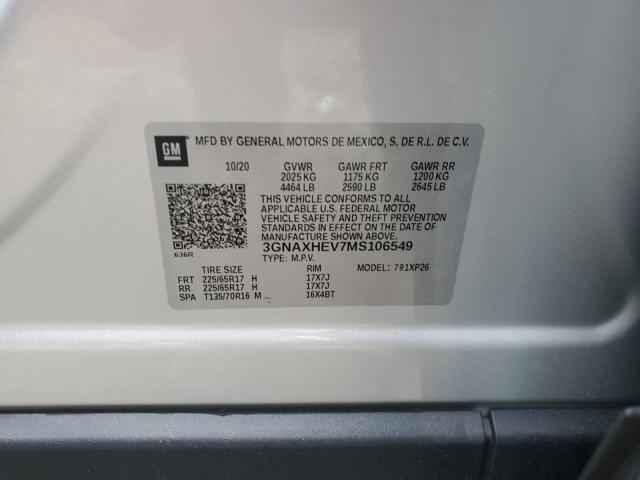 GM
MFD BY GENERAL MOTORS DE MEXICO, S. DE R.L. DE C.V.
10/20 GVWR GAWR FRT GAWR RR
2025 KG 1175 KG 1200 KG
4464 LB 2590 LB 2645 LB
THIS VEHICLE CONFORMS TO ALL
APPLICABLE U.S. FEDERAL MOTOR
VEHICLE SAFETY AND THEFT PREVENTION
STANDARDS IN EFFECT ON THE DATE OF
MANUFACTURE SHOWN ABOVE.
3GNAXHEV7MS106549
636R
TYPE: M.P.V.
TIRE SIZE RIM MODEL: 791XP26
FRT 225/65R17 H 17X7J
RR 225/65R17 H 17X7J
SPA T135/70R16 M 16X4BT